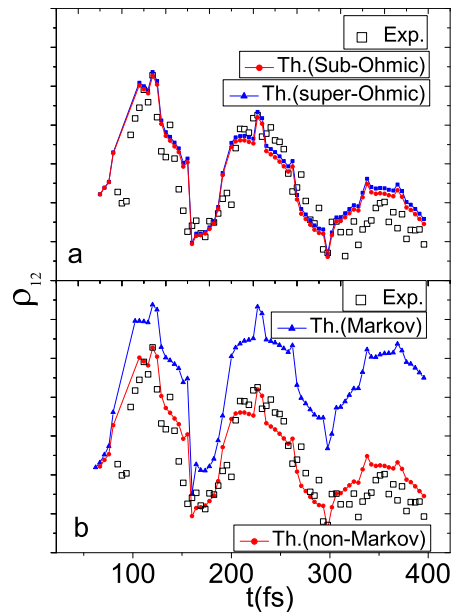 Exp.
Th.(Sub-Ohmic)
Th.(super-Ohmic)
a
ρ12
Exp.
Th.(Markov)
b
Th.(non-Markov)
100 200 300 400
t(fs)